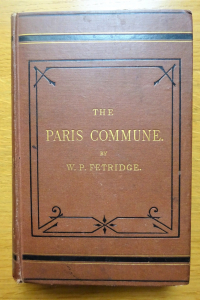 THE
PARIS COMMUNE.
BY
W. P. FETRIDGE.